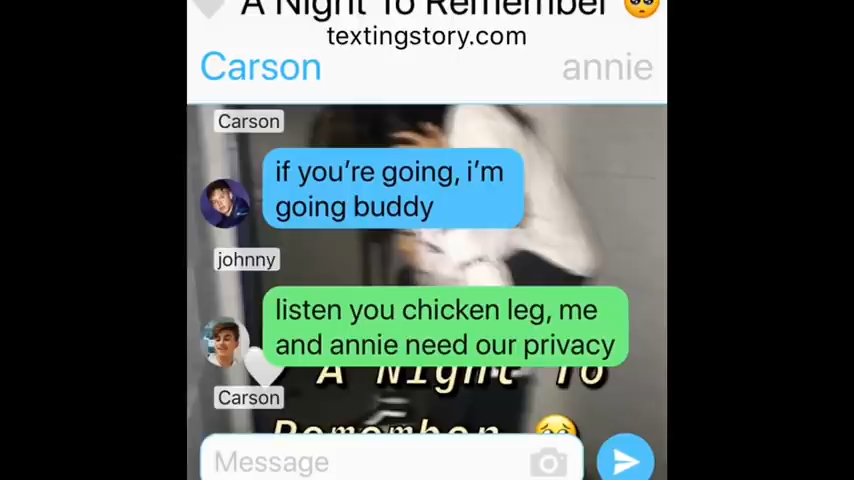 A Night To Remember 🥺
textingstory.com
Carson annie
Carson
if you’re going, i’m
going buddy
johnny
listen you chicken leg, me
and annie need our privacy
A Night To
Carson
Remember 🥺
Message